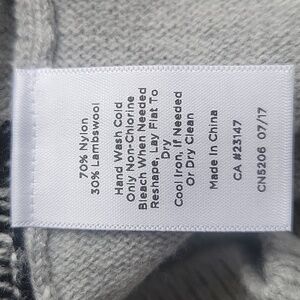 70% Nylon
30% Lambswool
Hand Wash Cold
Only Non-Chlorine
Bleach When Needed
Reshape, Lay Flat To
Dry
Cool Iron, If Needed
Or Dry Clean
Made In China
CA #23147
CN5206 07/17